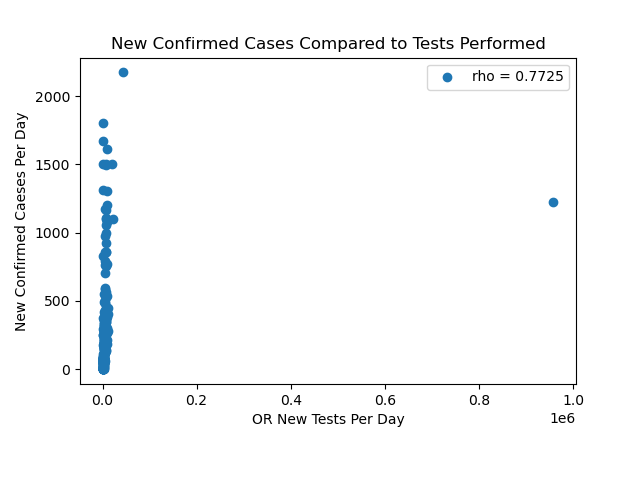 New Confirmed Cases Compared to Tests Performed
rho = 0.7725
New Confirmed Caeses Per Day
2000
1500
1000
500
0
0.0 0.2 0.4 0.6 0.8 1.0
1e6
OR New Tests Per Day